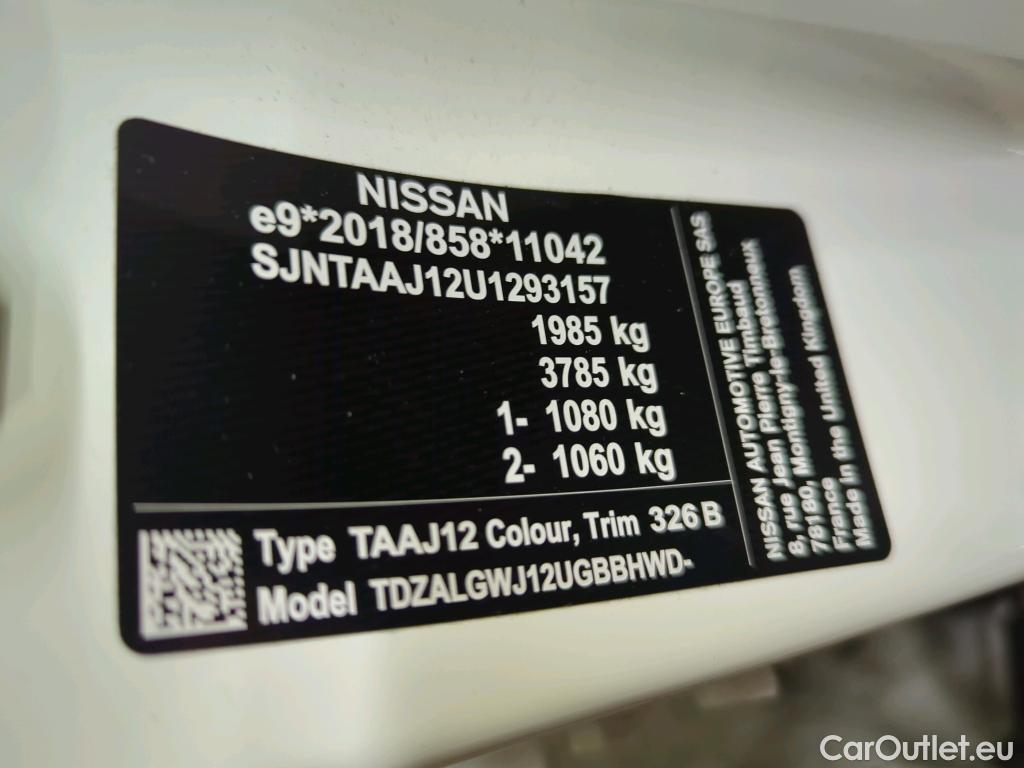 NISSAN
e9*2018/858*11042
SJNTAAJ12U1293157
1985 kg
3785 kg
1- 1080 kg
2- 1060 kg
Type TAAJ12 Colour, Trim 326 B
Model TDZALGWJ12UGBBHWD-
NISSAN AUTOMOTIVE EUROPE SAS
8, rue Jean Pierre Timbaud
78180, Montigny-le-Bretonneux
France
Made in the United Kingdom
CarOutlet.eu